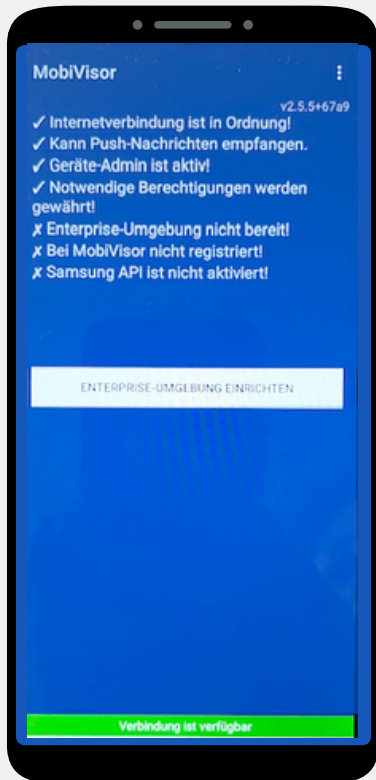 MobiVisor
v2.5.5+67a9
✓ Internetverbindung ist in Ordnung!
✓ Kann Push-Nachrichten empfangen.
✓ Geräte-Admin ist aktiv!
✓ Notwendige Berechtigungen werden
gewährt!
✗ Enterprise-Umgebung nicht bereit!
✗ Bei MobiVisor nicht registriert!
✗ Samsung API ist nicht aktiviert!
ENTERPRISE-UMGEBUNG EINRICHTEN
Verbindung ist verfügbar